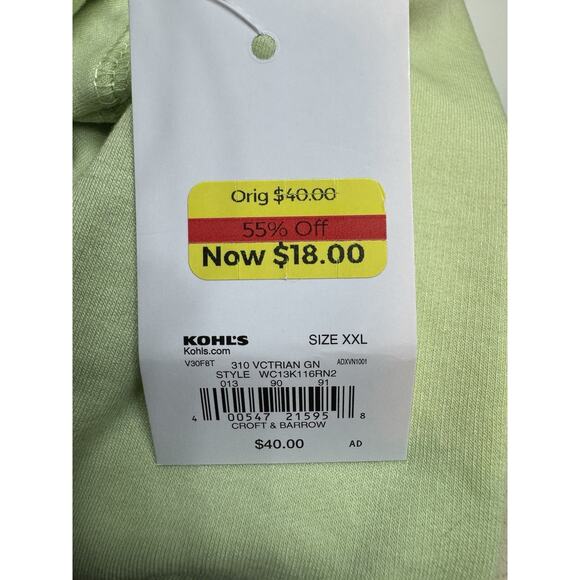 Orig $40.00
55% Off
Now $18.00
KOHL'S SIZE XXL
Kohls.com
V30F8T 310 VCTRIAN GN ADXVN1001
STYLE WC13K116RN2
013 90 91
4 00547 21595 8
CROFT & BARROW
$40.00 AD